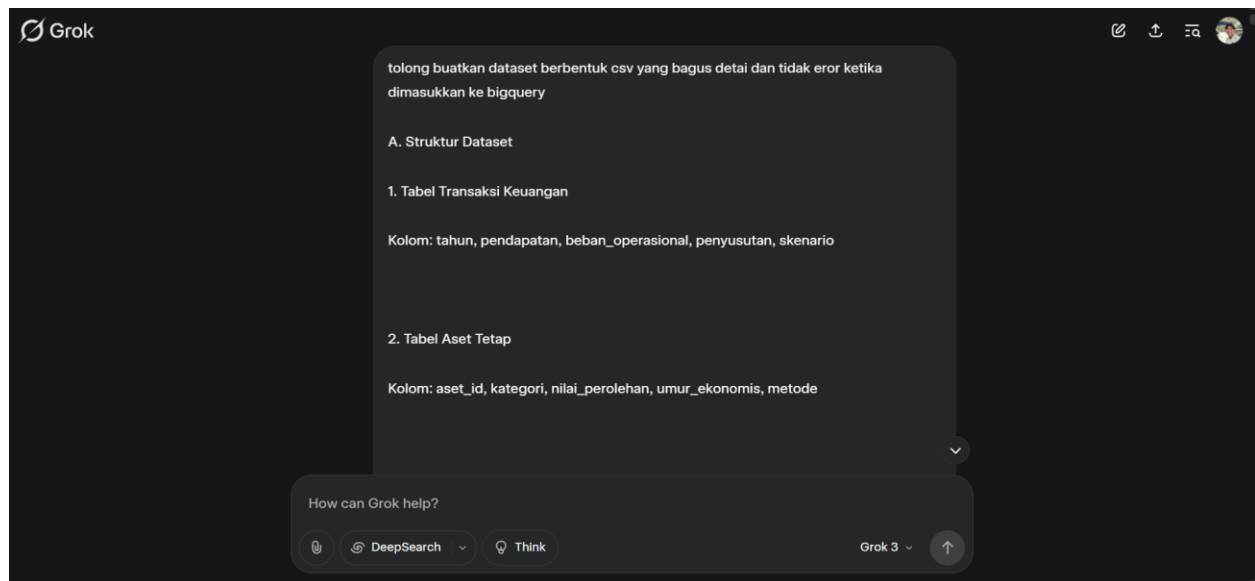 Grok
tolong buatkan dataset berbentuk csv yang bagus detai dan tidak eror ketika
dimasukkan ke bigquery
A. Struktur Dataset
1. Tabel Transaksi Keuangan
Kolom: tahun, pendapatan, beban_operasional, penyusutan, skenario
2. Tabel Aset Tetap
Kolom: aset_id, kategori, nilai_perolehan, umur_ekonomis, metode
How can Grok help?
DeepSearch
Think
Grok 3